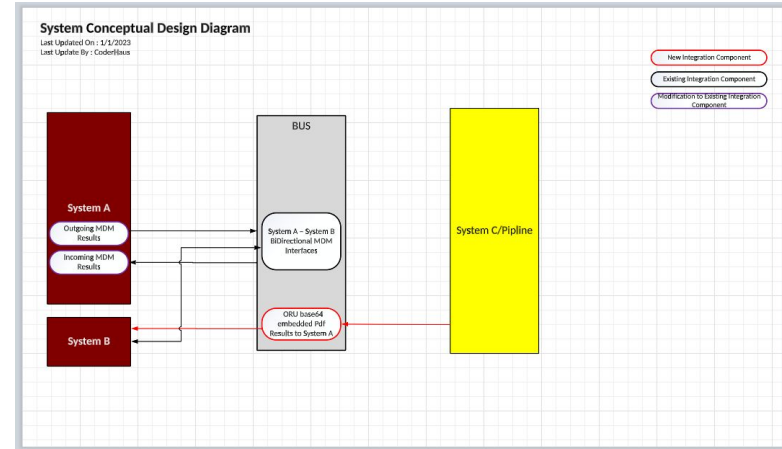 System Conceptual Design Diagram
Last Updated On : 1/1/2023
Last Update By : CoderHaus
New Integration Component
Existing Integration Component
Modification to Existing Integration
Component
BUS
System A
Outgoing MDM
Results
Incoming MDM
Results
System A – System B
BiDirectional MDM
Interfaces
System C/Pipline
ORU base64
embedded Pdf
Results to System A
System B